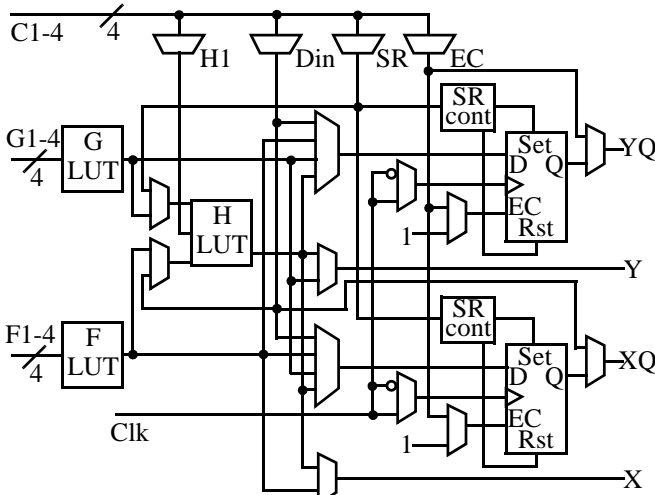 C1-4
4
H1
Din
SR
EC
SR
cont
G1-4
4
G
LUT
Set
D
Q
EC
Rst
YQ
1
H
LUT
Y
F1-4
4
F
LUT
SR
cont
Set
D
Q
EC
Rst
XQ
Clk
1
X